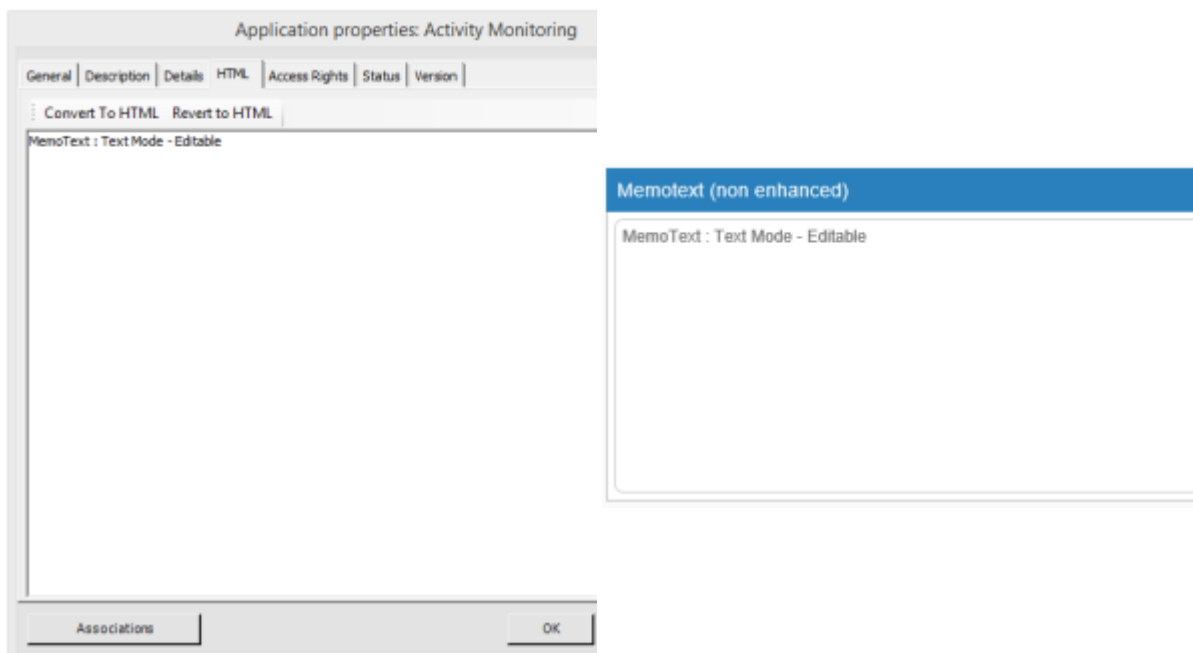 Application properties: Activity Monitoring
General Description Details HTML Access Rights Status Version
Convert To HTML Revert to HTML
MemoText : Text Mode - Editable
Associations OK
Memotext (non enhanced)
MemoText : Text Mode - Editable